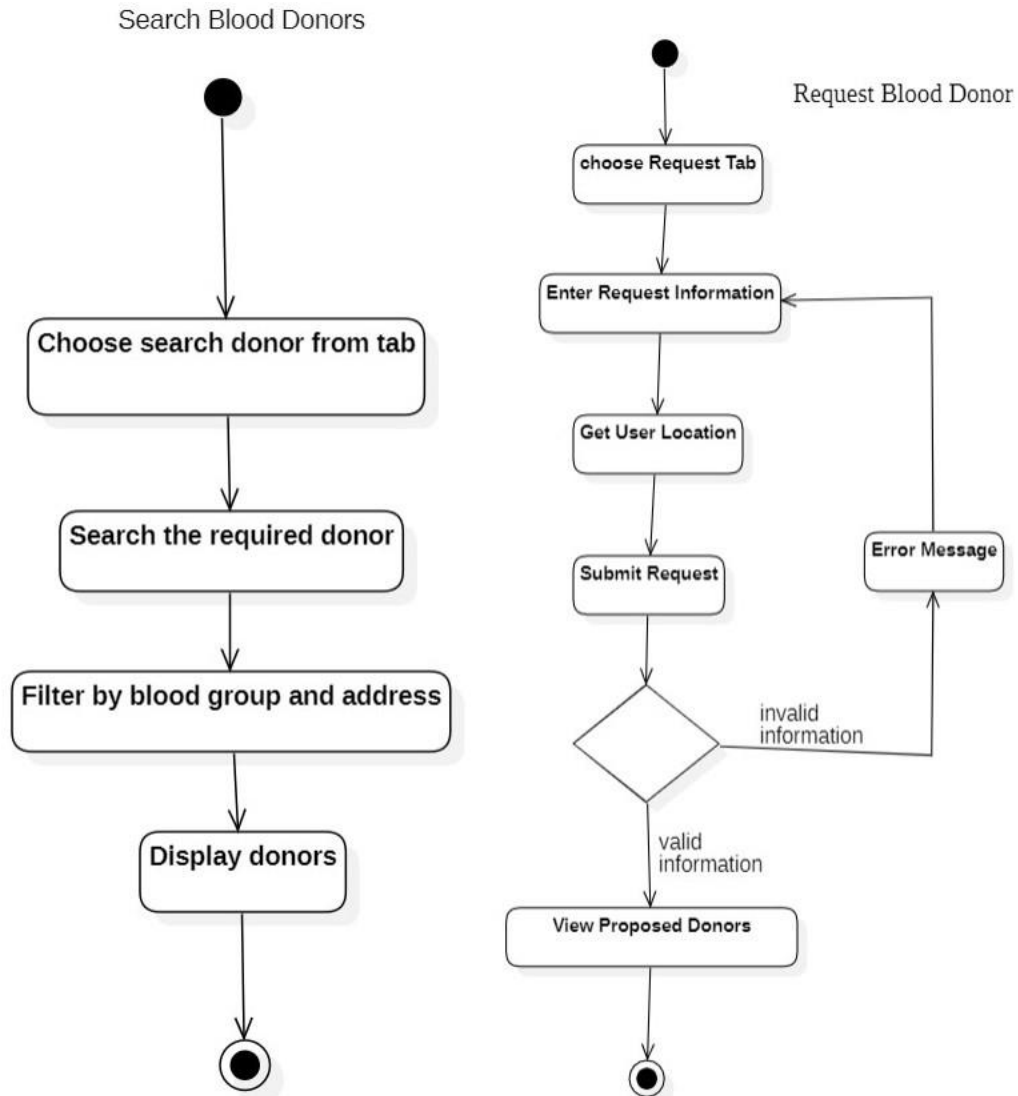 Search Blood Donors
Choose search donor from tab
Search the required donor
Filter by blood group and address
Display donors
Request Blood Donor
choose Request Tab
Enter Request Information
Get User Location
Submit Request
Error Message
invalid
information
valid
information
View Proposed Donors